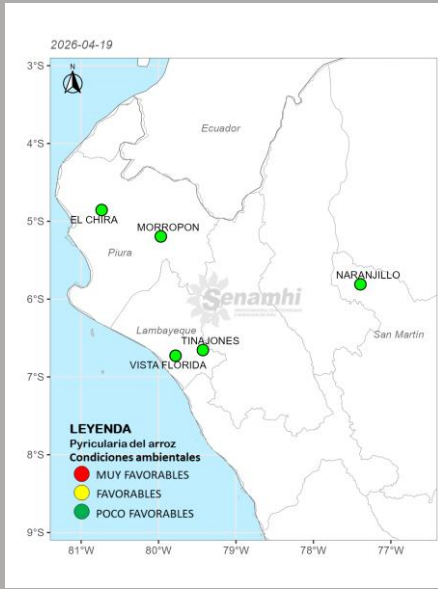 2026-04-19
3°S
N
4°S
Ecuador
EL CHIRA
5°S
MORROPON
Piura
NARANJILLO
6°S
Senamhi
Lambayeque
TINAJONES
San Martín
VISTA FLORIDA
7°S
LEYENDA
Pyricularia del arroz
Condiciones ambientales
8°S
MUY FAVORABLES
FAVORABLES
POCO FAVORABLES
9°S
81°W 80°W 79°W 78°W 77°W